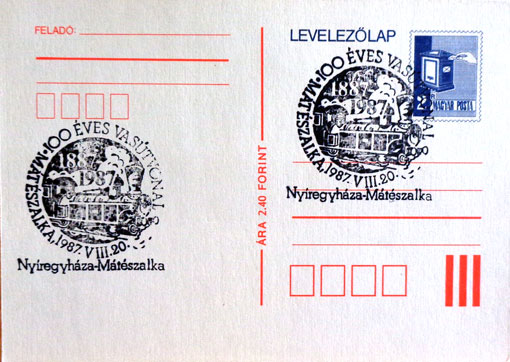 FELADÓ:
LEVELEZŐLAP
2
MAGYAR POSTA
100 ÉVES VASÚTVONAL
1887
1987
MÁTÉSZALKA, 1987.VIII.20.
Nyíregyháza-Mátészalka
100 ÉVES VASÚTVONAL
1887
1987
MÁTÉSZALKA, 1987.VIII.20.
Nyíregyháza-Mátészalka
ÁRA 2.40 FORINT